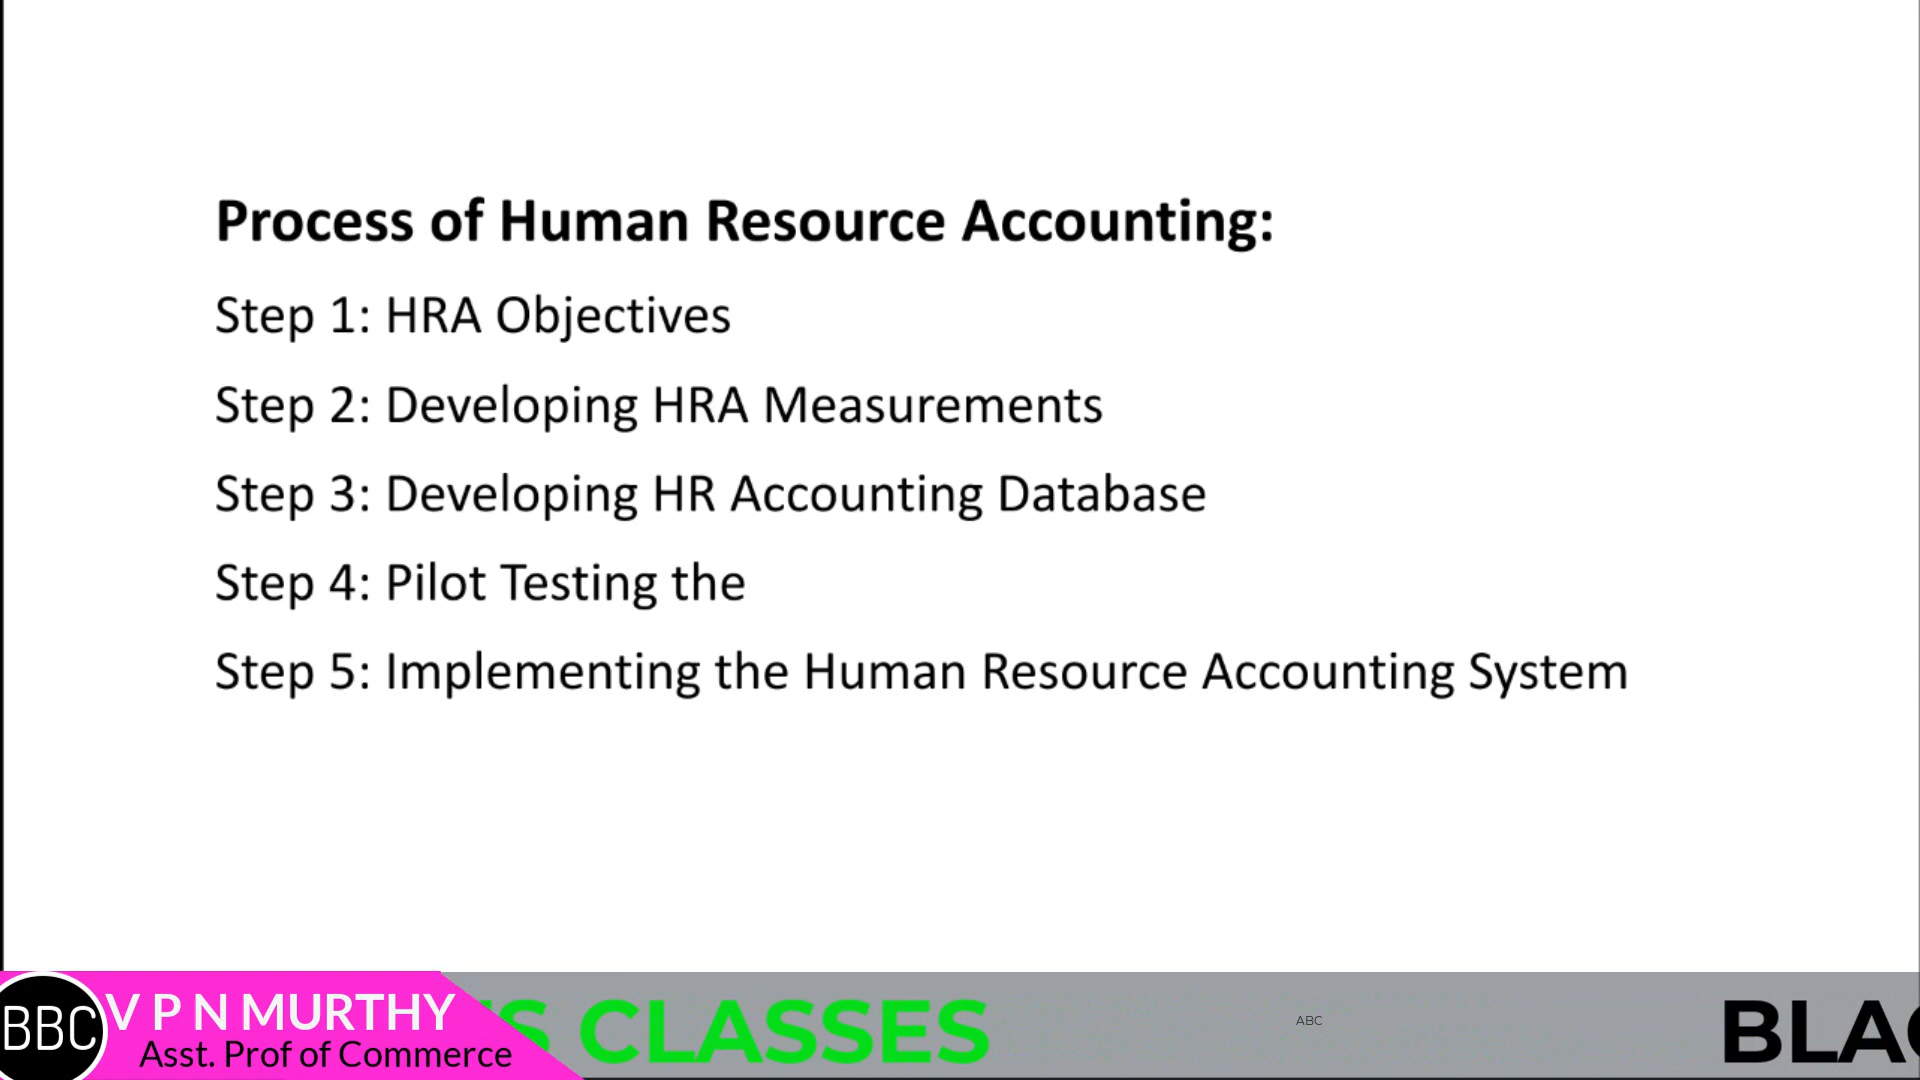 Process of Human Resource Accounting:
Step 1: HRA Objectives
Step 2: Developing HRA Measurements
Step 3: Developing HR Accounting Database
Step 4: Pilot Testing the
Step 5: Implementing the Human Resource Accounting System
BBC
V P N MURTHY
Asst. Prof of Commerce
S CLASSES
ABC